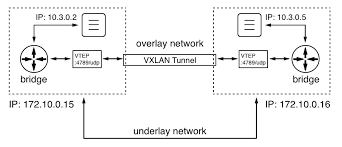 IP: 10.3.0.2
IP: 10.3.0.5
overlay network
VTEP
:4789/udp
VXLAN Tunnel
VTEP
:4789/udp
bridge
bridge
IP: 172.10.0.15
IP: 172.10.0.16
underlay network